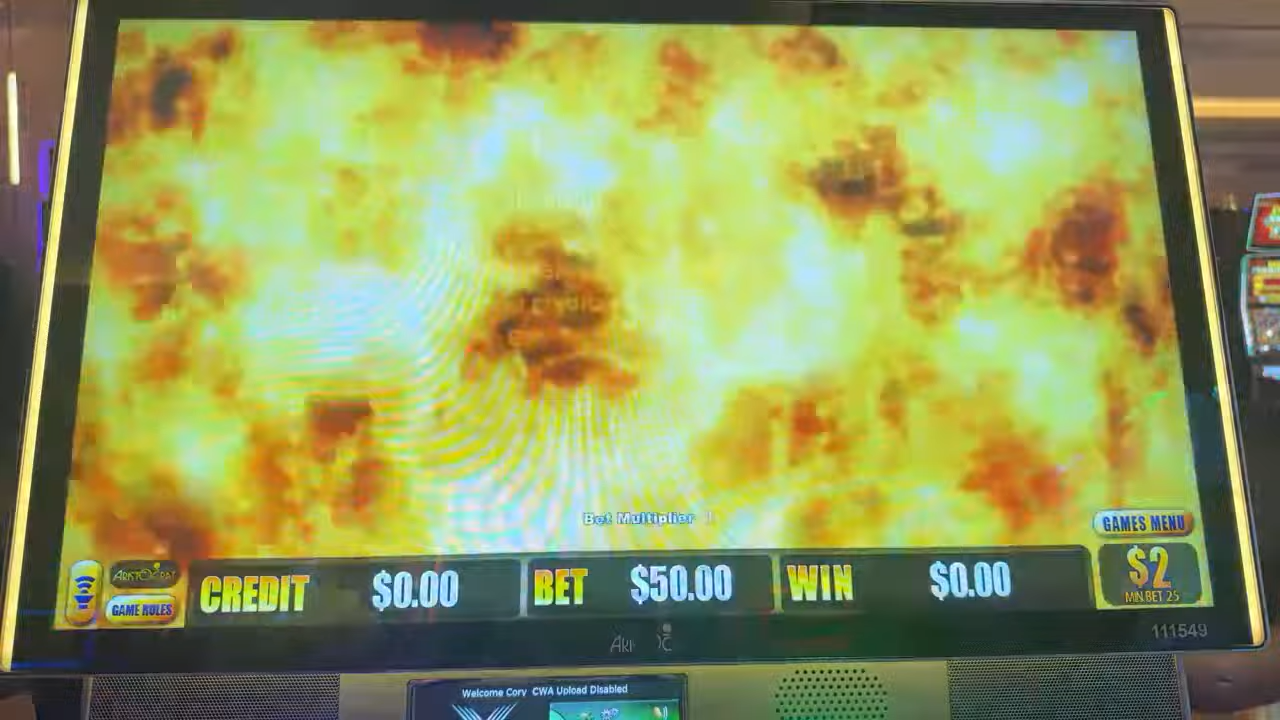 Bet Multiplier
GAMES MENU
ARISTOCRAT
GAME RULES
CREDIT $0.00
BET $50.00
WIN $0.00
$2
MIN BET 25
111549
Welcome Cory CWA Upload Disabled